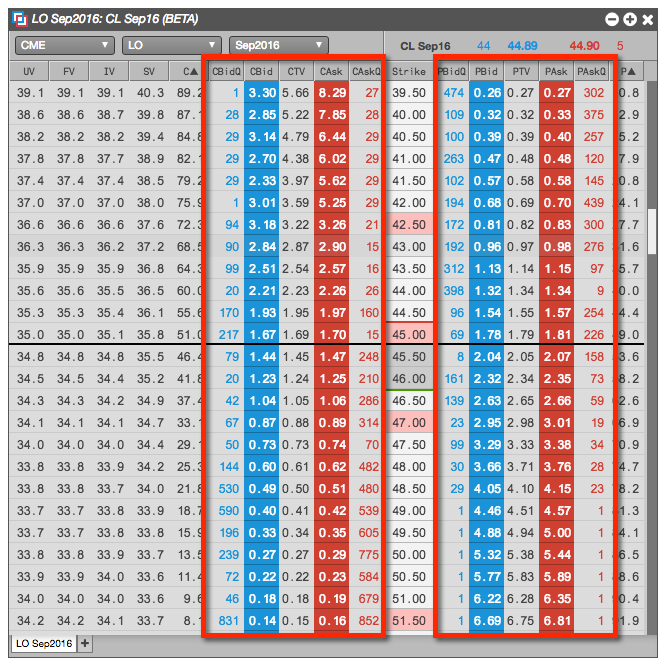 LO Sep2016: CL Sep16 (BETA)
CME LO Sep2016 CL Sep16 44 44.89 44.90 5
UV FV IV SV C▲ CBidQ CBid CTV CAsk CAskQ Strike PBidQ PBid PTV PAsk PAskQ P▲
39.1 39.1 39.1 40.3 89.2 1 3.30 5.66 8.29 27 39.50 474 0.26 0.27 0.27 302 0.8
38.6 38.6 38.7 39.8 87. 28 2.85 5.22 7.85 28 40.00 109 0.32 0.32 0.33 375 2.9
38.2 38.2 38.2 39.4 84. 29 3.14 4.79 6.44 29 40.50 100 0.39 0.39 0.40 257 5.2
37.8 37.8 37.7 38.9 82. 29 2.70 4.38 6.02 29 41.00 263 0.47 0.48 0.48 120 7.9
37.4 37.4 37.4 38.5 79. 29 2.33 3.97 5.62 29 41.50 102 0.57 0.58 0.58 145 0.8
37.0 37.0 37.0 38.0 75. 1 3.01 3.59 5.25 29 42.00 194 0.68 0.69 0.70 439 4.1
36.6 36.6 36.6 37.6 72. 94 3.18 3.22 3.26 21 42.50 172 0.81 0.82 0.83 300 7.7
36.3 36.3 36.2 37.2 68. 90 2.84 2.87 2.90 15 43.00 192 0.96 0.97 0.98 276 1.6
35.9 35.9 35.9 36.8 64. 99 2.51 2.54 2.57 16 43.50 312 1.13 1.14 1.15 97 5.7
35.6 35.6 35.5 36.5 60. 20 2.21 2.23 2.26 26 44.00 398 1.32 1.34 1.34 9 0.0
35.3 35.3 35.4 36.1 55. 170 1.93 1.95 1.97 160 44.50 96 1.54 1.55 1.57 254 4.4
35.0 35.0 35.1 35.8 51. 217 1.67 1.69 1.70 15 45.00 69 1.78 1.79 1.81 226 9.0
34.8 34.8 34.8 35.5 46. 79 1.44 1.45 1.47 248 45.50 8 2.04 2.05 2.07 158 3.6
34.5 34.5 34.4 35.2 41. 20 1.23 1.24 1.25 210 46.00 161 2.32 2.34 2.35 73 8.2
34.3 34.3 34.2 34.9 37. 42 1.04 1.05 1.06 286 46.50 139 2.63 2.65 2.66 59 2.6
34.1 34.1 34.1 34.7 33. 67 0.87 0.88 0.89 314 47.00 23 2.95 2.98 3.01 19 6.9
34.0 34.0 34.0 34.4 29. 50 0.73 0.73 0.74 70 47.50 99 3.29 3.33 3.38 34 0.9
33.8 33.8 33.9 34.2 25. 144 0.60 0.61 0.62 482 48.00 30 3.66 3.71 3.76 28 4.7
33.8 33.8 33.7 34.0 21. 530 0.49 0.50 0.51 480 48.50 29 4.05 4.10 4.15 23 8.2
33.7 33.7 33.8 33.9 18. 590 0.40 0.41 0.42 539 49.00 1 4.46 4.51 4.57 1 1.3
33.7 33.7 33.8 33.8 15. 196 0.33 0.34 0.35 605 49.50 1 4.88 4.94 5.00 1 4.1
33.8 33.8 33.8 33.7 13. 239 0.27 0.27 0.29 775 50.00 1 5.32 5.38 5.44 1 6.5
33.9 33.9 34.0 33.6 11. 72 0.22 0.22 0.23 584 50.50 1 5.77 5.83 5.89 1 8.6
34.0 34.0 34.0 33.6 9. 46 0.18 0.18 0.19 679 51.00 1 6.22 6.28 6.35 1 0.4
34.2 34.2 34.1 33.7 8. 831 0.14 0.15 0.16 852 51.50 1 6.69 6.75 6.81 1 1.9
LO Sep2016 +